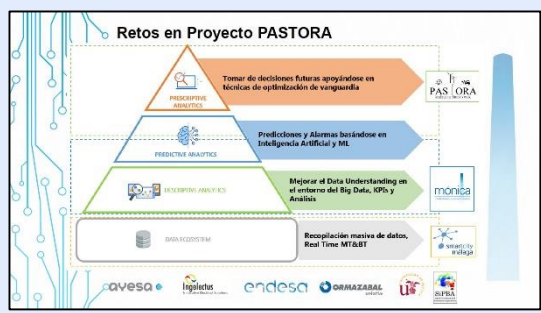 Retos en Proyecto PASTORA
PRESCRIPTIVE
ANALYTICS
Tomar de decisiones futuras apoyándose en
técnicas de optimización de vanguardia
PASTORA
PREDICTIVE ANALYTICS
Predicciones y Alarmas basándose en
Inteligencia Artificial y ML
DESCRIPTIVE ANALYTICS
Mejorar el Data Understanding en
el entorno del Big Data, KPIs y
Análisis
mónica
DATA ECOSYSTEM
Recopilación masiva de datos,
Real Time MT&BT
smartcity
málaga
ayesa
Ingelectus
endesa
ORMAZABAL
SIPBA